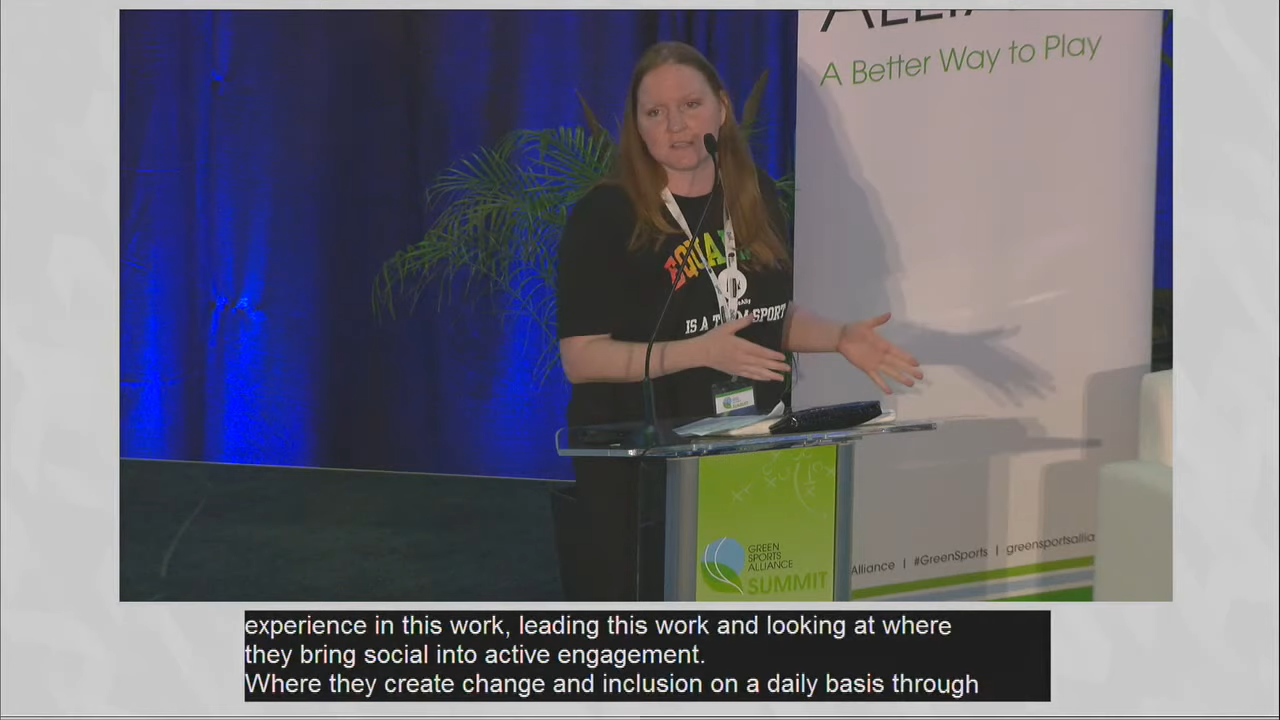 A Better Way to Play
IS A T M SPORT
SUMMIT
GREEN
SPORTS
ALLIANCE
SUMMIT
Alliance | #GreenSports | greensportsallia
experience in this work, leading this work and looking at where
they bring social into active engagement.
Where they create change and inclusion on a daily basis through